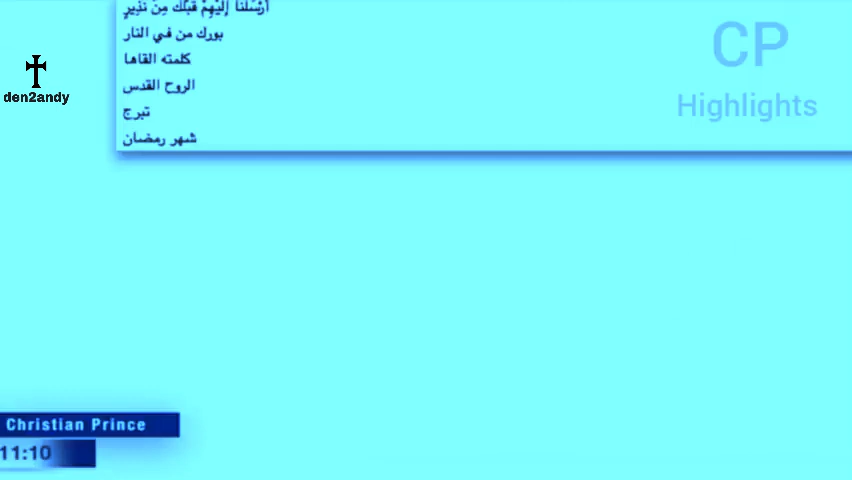 أَرْسَلْنَا إِلَيْهِمْ قَبْلَكَ مِنْ نَذِيرٍ
بورك من في النار
كلمته القاها
الروح القدس
تبرج
شهر رمضان
CP
Highlights
den2andy
Christian Prince
11:10